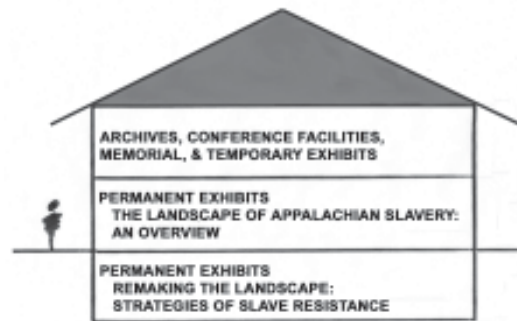 ARCHIVES, CONFERENCE FACILITIES,
MEMORIAL, & TEMPORARY EXHIBITS
PERMANENT EXHIBITS
THE LANDSCAPE OF APPALACHIAN SLAVERY:
AN OVERVIEW
PERMANENT EXHIBITS
REMAKING THE LANDSCAPE:
STRATEGIES OF SLAVE RESISTANCE